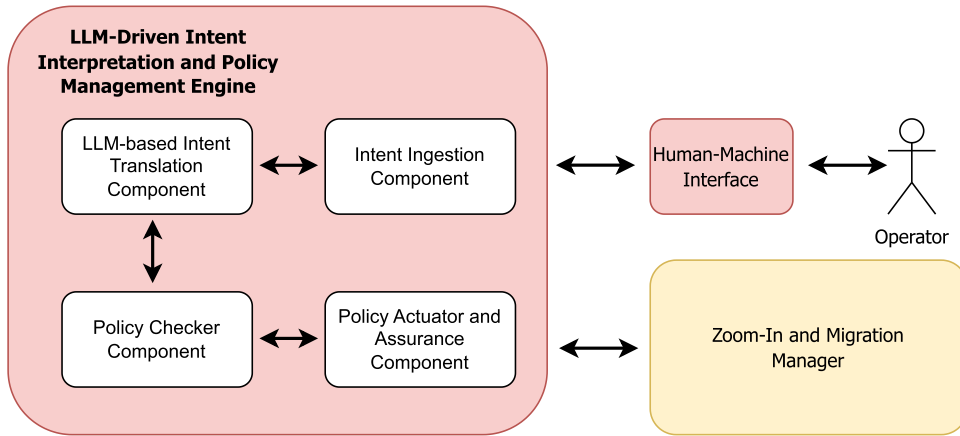 LLM-Driven Intent
Interpretation and Policy
Management Engine
LLM-based Intent
Translation
Component
Intent Ingestion
Component
Human-Machine
Interface
Operator
Policy Checker
Component
Policy Actuator and
Assurance
Component
Zoom-In and Migration
Manager